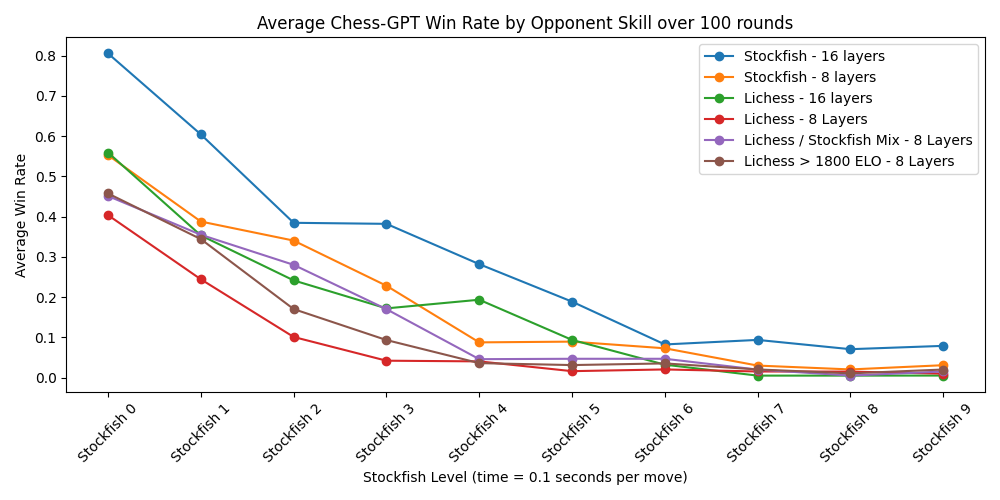 Average Chess-GPT Win Rate by Opponent Skill over 100 rounds
Average Win Rate
0.8
0.7
0.6
0.5
0.4
0.3
0.2
0.1
0.0
Stockfish - 16 layers
Stockfish - 8 layers
Lichess - 16 layers
Lichess - 8 Layers
Lichess / Stockfish Mix - 8 Layers
Lichess > 1800 ELO - 8 Layers
Stockfish 0
Stockfish 1
Stockfish 2
Stockfish 3
Stockfish 4
Stockfish 5
Stockfish 6
Stockfish 7
Stockfish 8
Stockfish 9
Stockfish Level (time = 0.1 seconds per move)